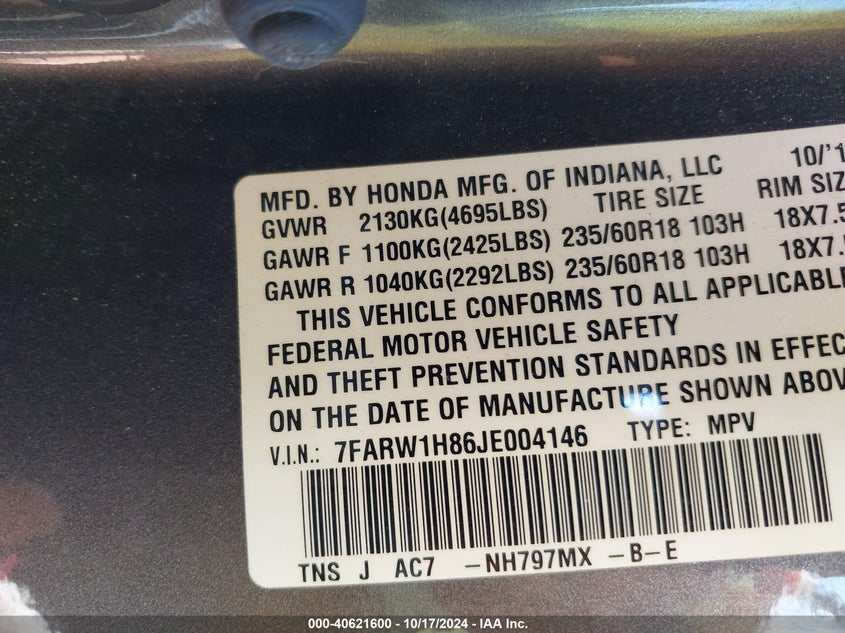 MFD. BY HONDA MFG. OF INDIANA, LLC 10/'1
GVWR 2130KG(4695LBS) TIRE SIZE RIM SIZ
GAWR F 1100KG(2425LBS) 235/60R18 103H 18X7.5
GAWR R 1040KG(2292LBS) 235/60R18 103H 18X7.
THIS VEHICLE CONFORMS TO ALL APPLICABLE
FEDERAL MOTOR VEHICLE SAFETY
AND THEFT PREVENTION STANDARDS IN EFFEC
ON THE DATE OF MANUFACTURE SHOWN ABOV
V.I.N.: 7FARW1H86JE004146 TYPE: MPV
TNS J AC7 -NH797MX -B-E
000-40621600 - 10/17/2024 - IAA Inc.